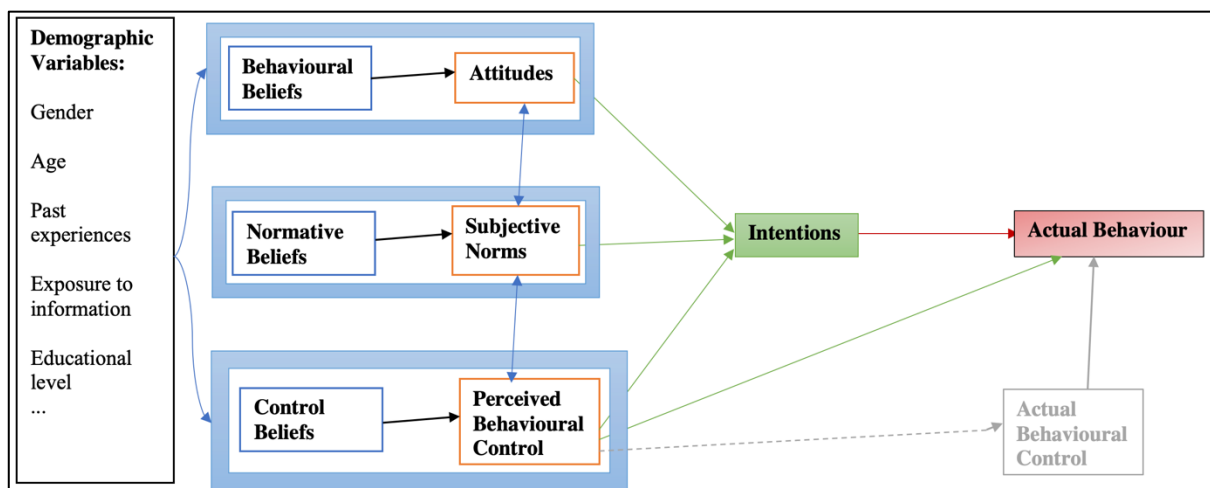 Demographic
Variables:
Gender
Age
Past
experiences
Exposure to
information
Educational
level
...
Behavioural
Beliefs
Attitudes
Normative
Beliefs
Subjective
Norms
Control
Beliefs
Perceived
Behavioural
Control
Intentions
Actual Behaviour
Actual
Behavioural
Control